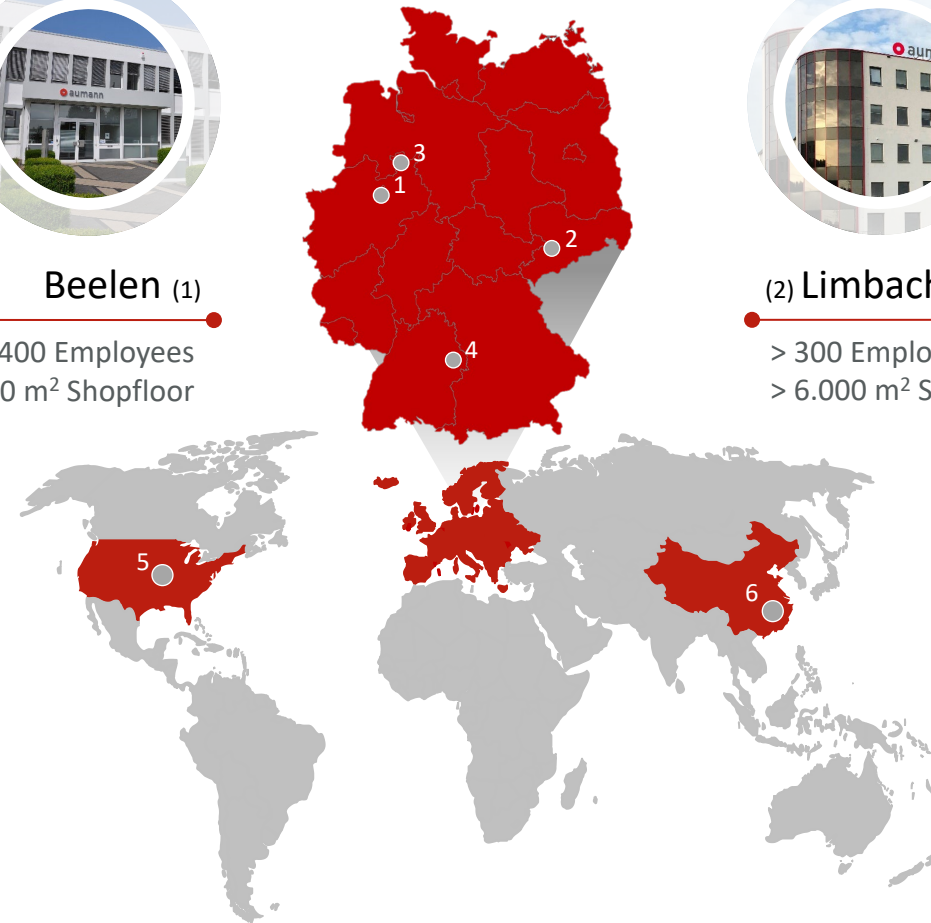 aumann
3
1
2
4
Beelen (1)
400 Employees
0 m² Shopfloor
(2) Limbach
> 300 Emplo
> 6.000 m² S
5
6